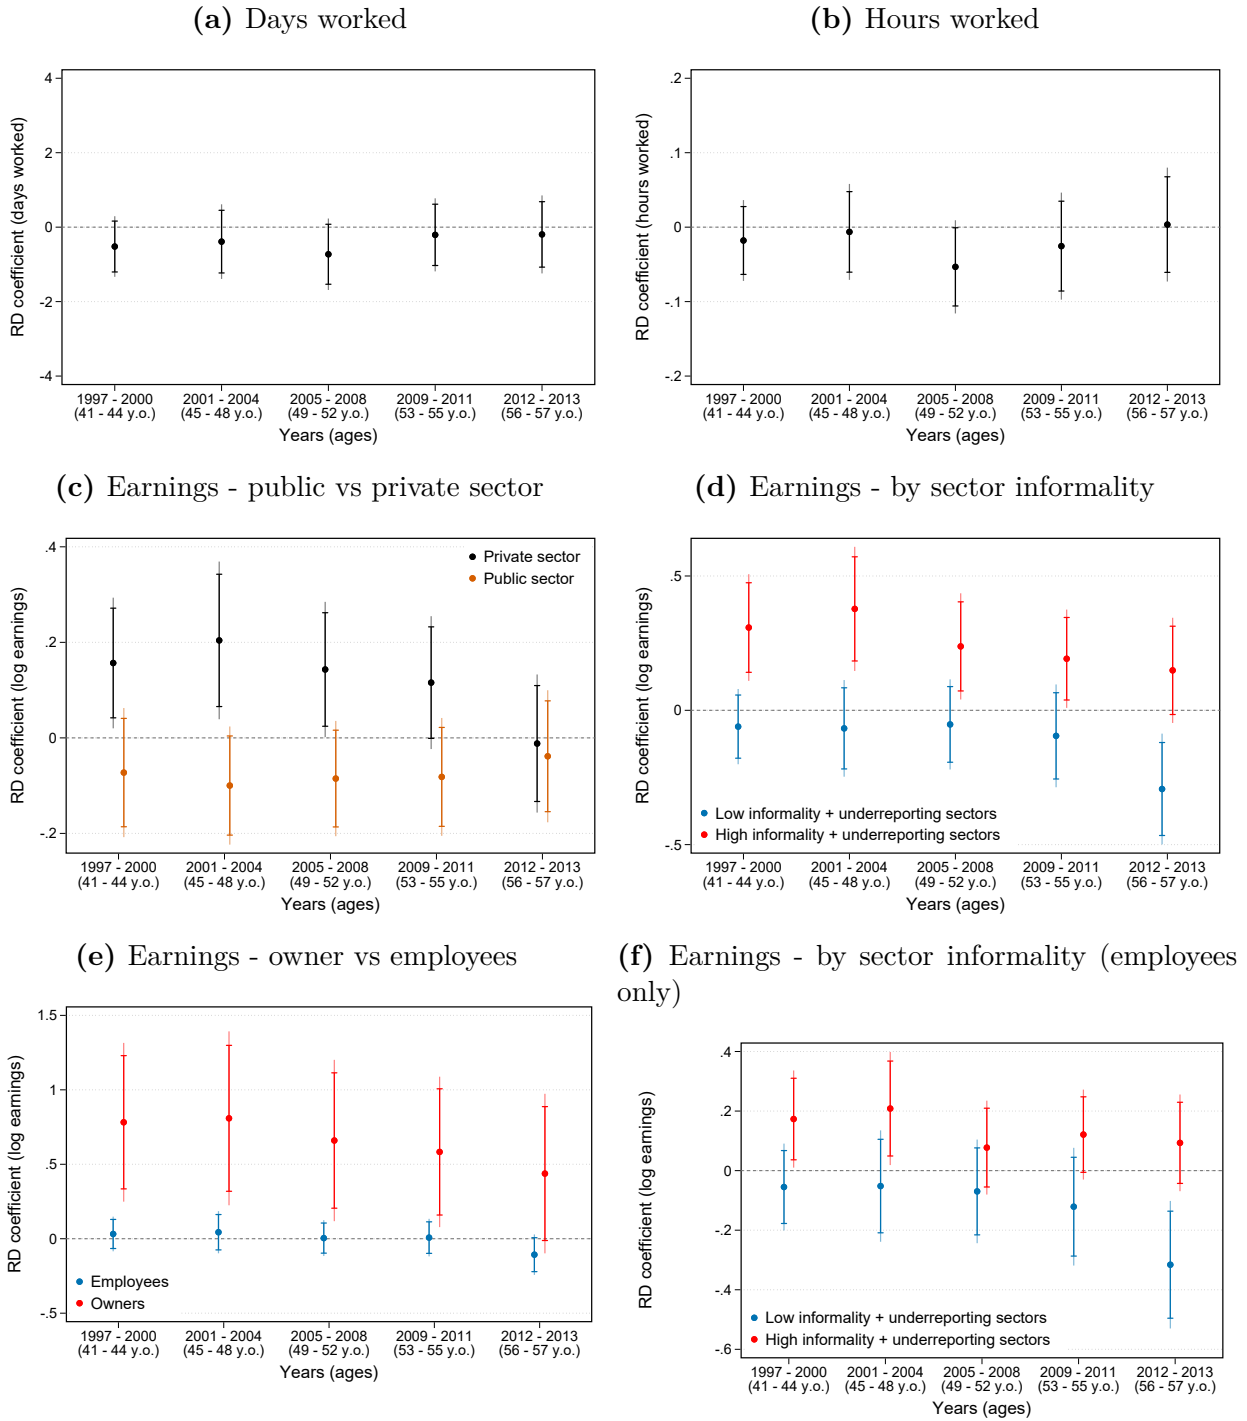 (a) Days worked
4
2
0
-2
-4
RD coefficient (days worked)
1997 - 2000 2001 - 2004 2005 - 2008 2009 - 2011 2012 - 2013
(41 - 44 y.o.) (45 - 48 y.o.) (49 - 52 y.o.) (53 - 55 y.o.) (56 - 57 y.o.)
Years (ages)
(b) Hours worked
.2
.1
0
-.1
-.2
RD coefficient (hours worked)
1997 - 2000 2001 - 2004 2005 - 2008 2009 - 2011 2012 - 2013
(41 - 44 y.o.) (45 - 48 y.o.) (49 - 52 y.o.) (53 - 55 y.o.) (56 - 57 y.o.)
Years (ages)
(c) Earnings - public vs private sector
.4
.2
0
-.2
RD coefficient (log earnings)
Private sector
Public sector
1997 - 2000 2001 - 2004 2005 - 2008 2009 - 2011 2012 - 2013
(41 - 44 y.o.) (45 - 48 y.o.) (49 - 52 y.o.) (53 - 55 y.o.) (56 - 57 y.o.)
Years (ages)
(d) Earnings - by sector informality
.5
0
-.5
RD coefficient (log earnings)
Low informality + underreporting sectors
High informality + underreporting sectors
1997 - 2000 2001 - 2004 2005 - 2008 2009 - 2011 2012 - 2013
(41 - 44 y.o.) (45 - 48 y.o.) (49 - 52 y.o.) (53 - 55 y.o.) (56 - 57 y.o.)
Years (ages)
(e) Earnings - owner vs employees
1.5
1
.5
0
-.5
RD coefficient (log earnings)
Employees
Owners
1997 - 2000 2001 - 2004 2005 - 2008 2009 - 2011 2012 - 2013
(41 - 44 y.o.) (45 - 48 y.o.) (49 - 52 y.o.) (53 - 55 y.o.) (56 - 57 y.o.)
Years (ages)
(f) Earnings - by sector informality (employees
only)
.4
.2
0
-.2
-.4
-.6
RD coefficient (log earnings)
Low informality + underreporting sectors
High informality + underreporting sectors
1997 - 2000 2001 - 2004 2005 - 2008 2009 - 2011 2012 - 2013
(41 - 44 y.o.) (45 - 48 y.o.) (49 - 52 y.o.) (53 - 55 y.o.) (56 - 57 y.o.)
Years (ages)